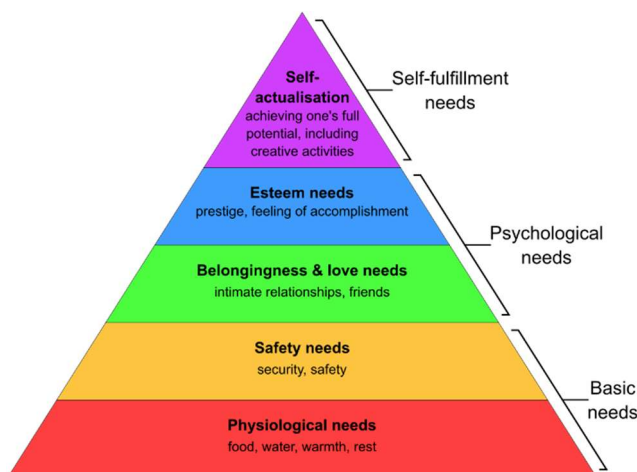 Self-
actualisation
achieving one's full
potential, including
creative activities
Self-fulfillment
needs
Esteem needs
prestige, feeling of accomplishment
Belongingness & love needs
intimate relationships, friends
Psychological
needs
Safety needs
security, safety
Physiological needs
food, water, warmth, rest
Basic
needs